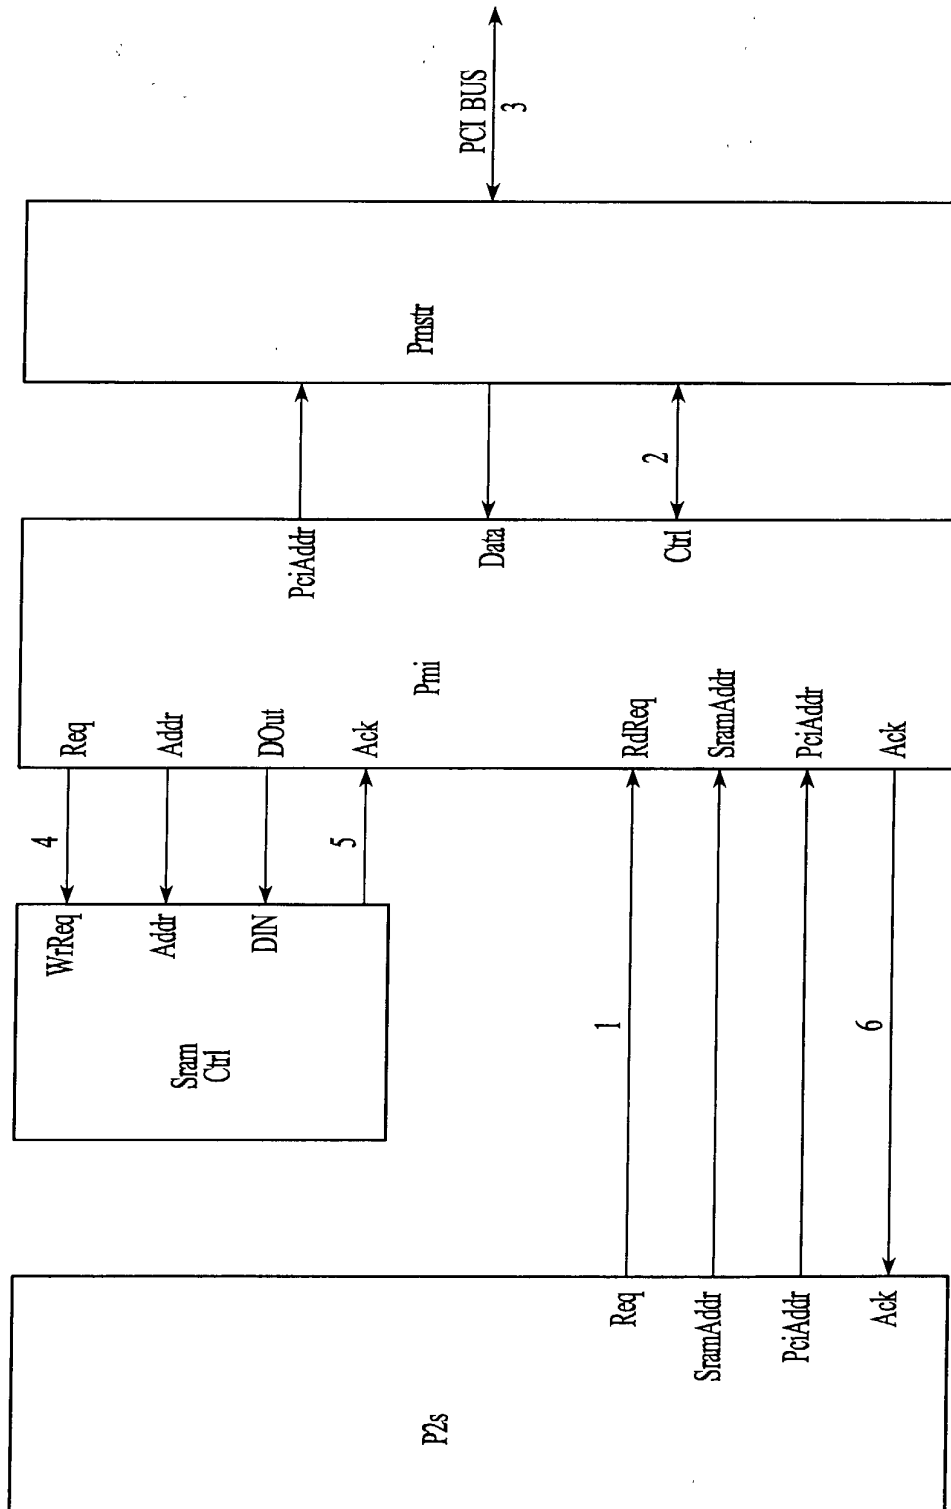 P2s
Req
SramAddr
PciAddr
Ack
1
6
Sram
Ctrl
WrReq
Addr
DIN
4
5
Req
Addr
DOut
Ack
Pmi
RdReq
SramAddr
PciAddr
Ack
PciAddr
Data
Ctrl
2
Pmstr
PCI BUS
3